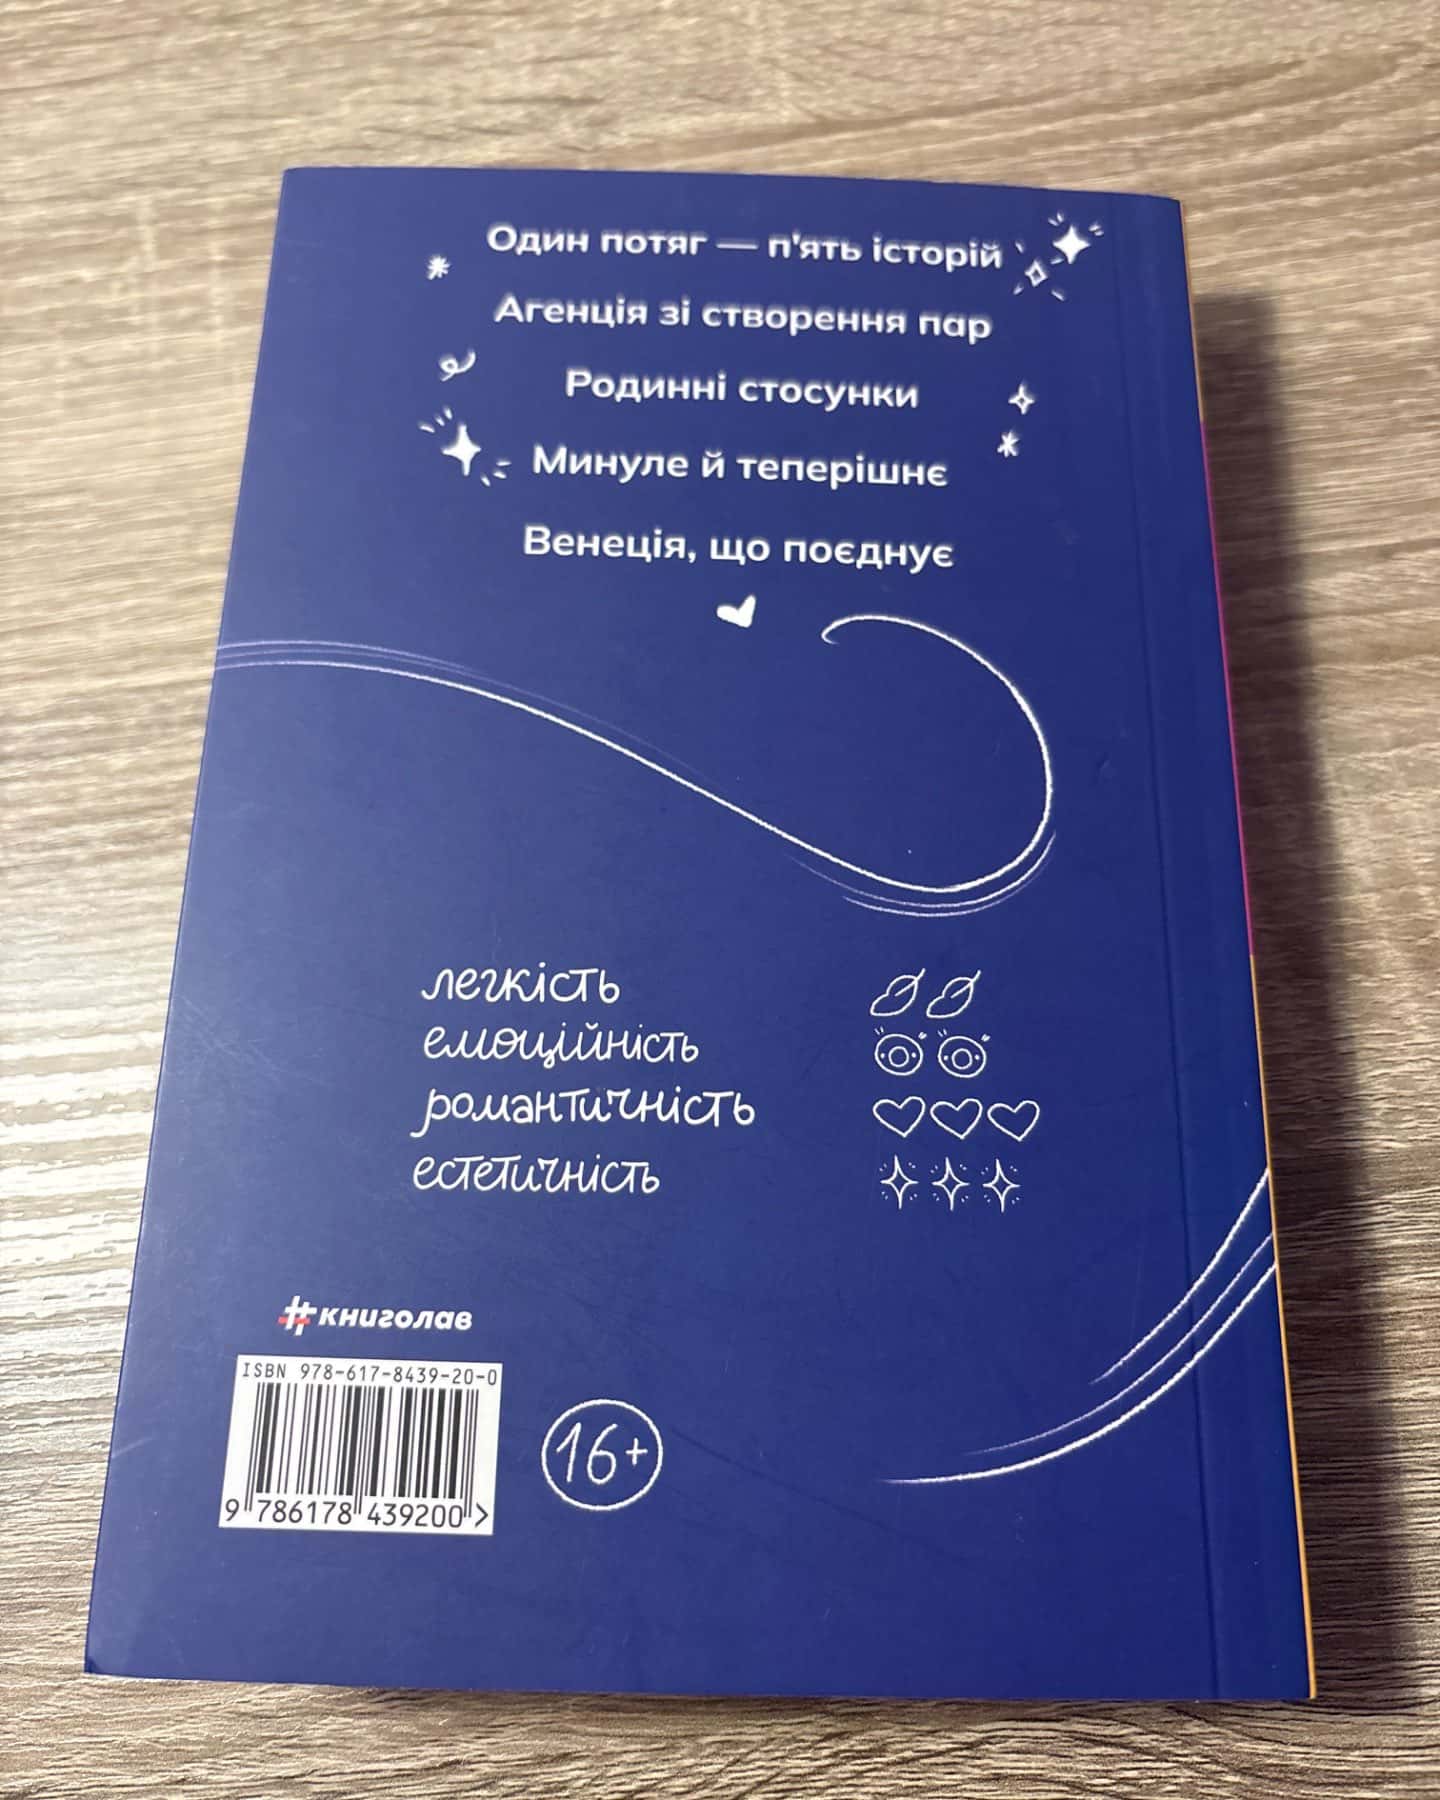 Один потяг — п'ять історій
Агенція зі створення пар
Родинні стосунки
Минуле й теперішнє
Венеція, що поєднує
легкість
емоційність
романтичність
естетичність
#книголав
ISBN 978-617-8439-20-0
9 786178 439200 >
16+